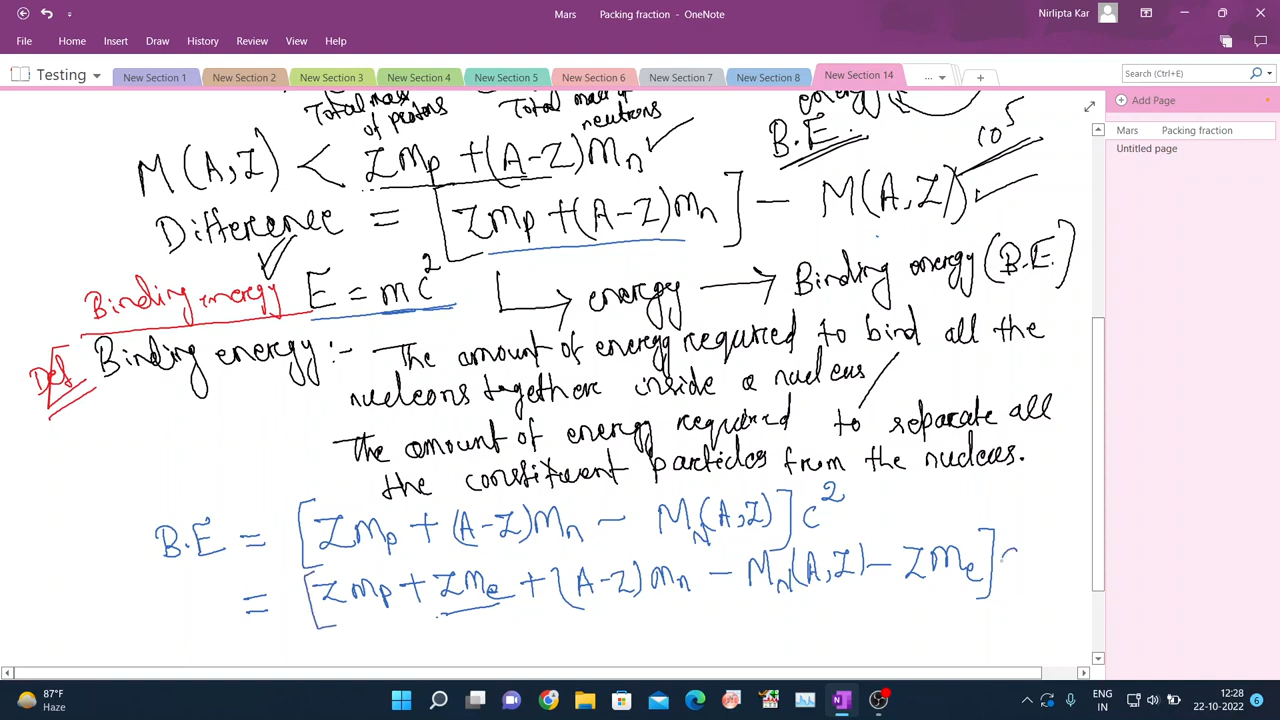 Mars Packing fraction - OneNote
Nirlipta Kar
File Home Insert Draw History Review View Help
Testing
New Section 1 New Section 2 New Section 3 New Section 4 New Section 5 New Section 6 New Section 7 New Section 8 New Section 14 ...
Search (Ctrl+E)
Add Page
Mars Packing fraction
Untitled page
Total mass of protons
Total mass of neutrons
energy
B.E.
M(A,Z) < ZMp + (A-Z)Mn
Difference = [ZMp + (A-Z)Mn] - M(A,Z)
Binding energy E = mc² energy → Binding energy (B.E.)
Def Binding energy :- The amount of energy required to bind all the
nucleons together inside a nucleus /
The amount of energy required to separate all
the constituent particles from the nucleus.
B.E = [ZMp + (A-Z)Mn - M_N(A,Z)] c²
= [ZMp + ZMe + (A-Z)Mn - M_N(A,Z) - ZMe]
87°F
Haze
ENG
IN
12:28
22-10-2022
6